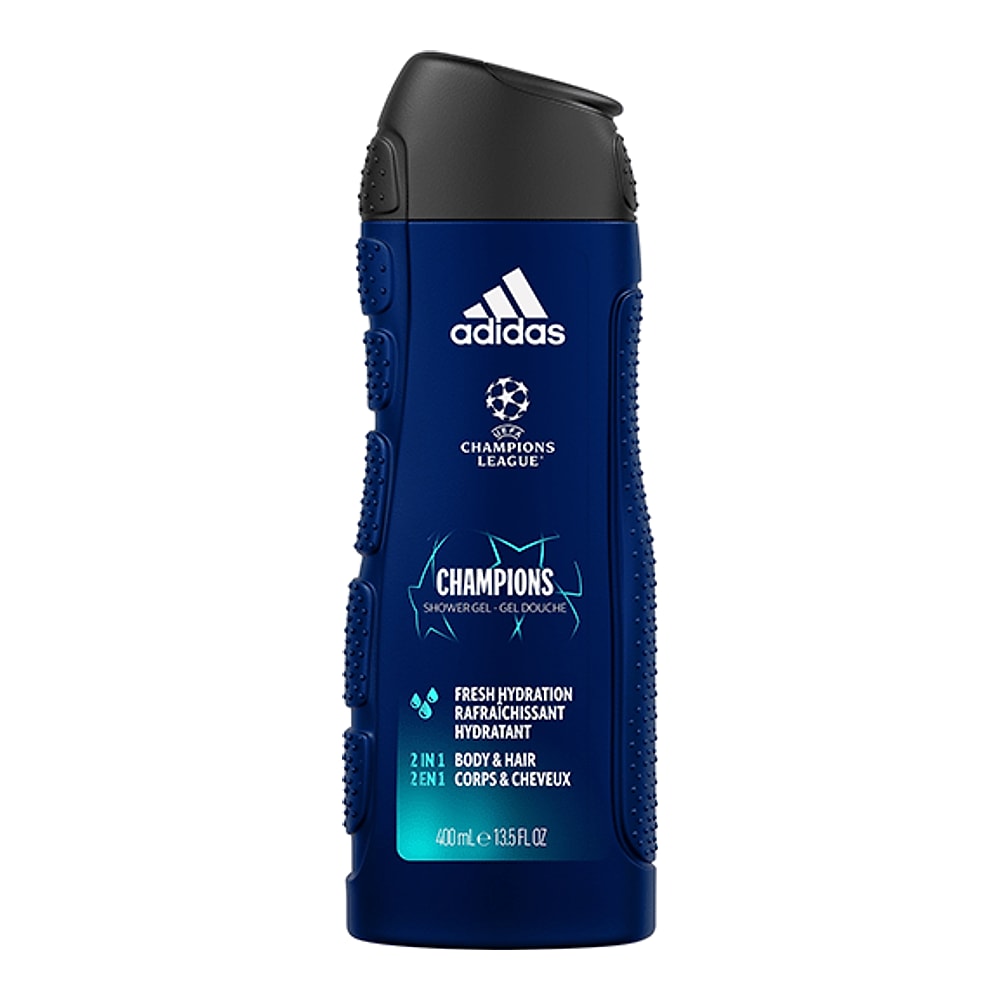 adidas
UEFA
CHAMPIONS
LEAGUE®
CHAMPIONS
SHOWER GEL - GEL DOUCHE
FRESH HYDRATION
RAFRAÎCHISSANT
HYDRATANT
2 IN 1 BODY & HAIR
2 EN 1 CORPS & CHEVEUX
400 mL ℮ 13.5 FL OZ